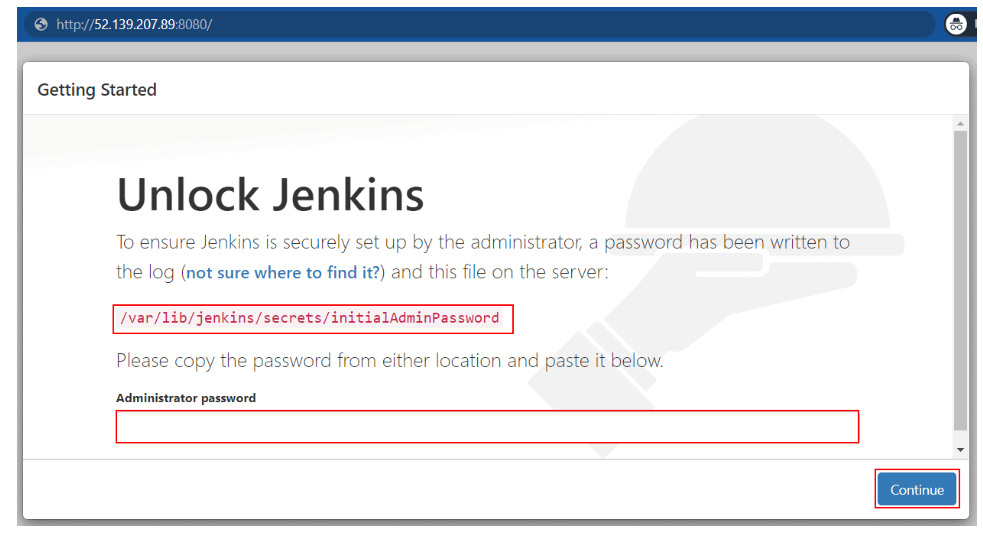 http://52.139.207.89:8080/
Getting Started
Unlock Jenkins
To ensure Jenkins is securely set up by the administrator, a password has been written to
the log (not sure where to find it?) and this file on the server:
/var/lib/jenkins/secrets/initialAdminPassword
Please copy the password from either location and paste it below.
Administrator password
Continue